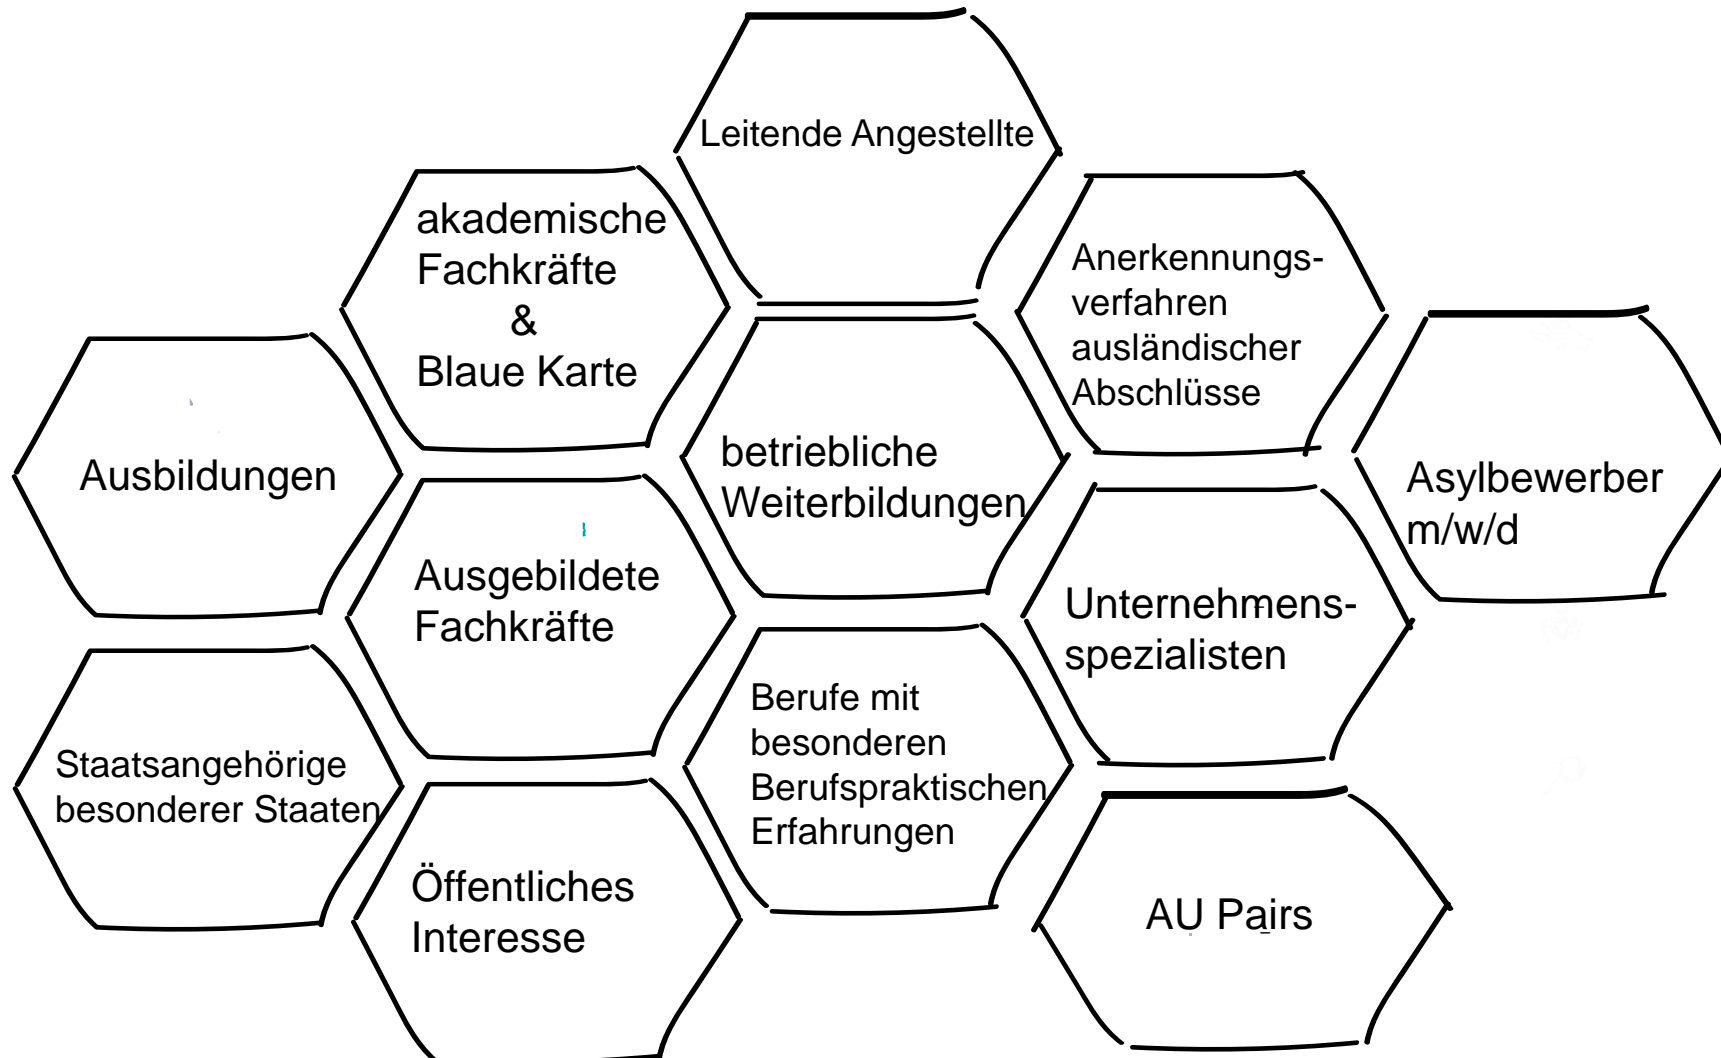 Leitende Angestellte
akademische
Fachkräfte
&
Blaue Karte
Anerkennungs-
verfahren
ausländischer
Abschlüsse
Ausbildungen
betriebliche
Weiterbildungen
Asylbewerber
m/w/d
Ausgebildete
Fachkräfte
Unternehmens-
spezialisten
Staatsangehörige
besonderer Staaten
Berufe mit
besonderen
Berufspraktischen
Erfahrungen
Öffentliches
Interesse
AU Pairs